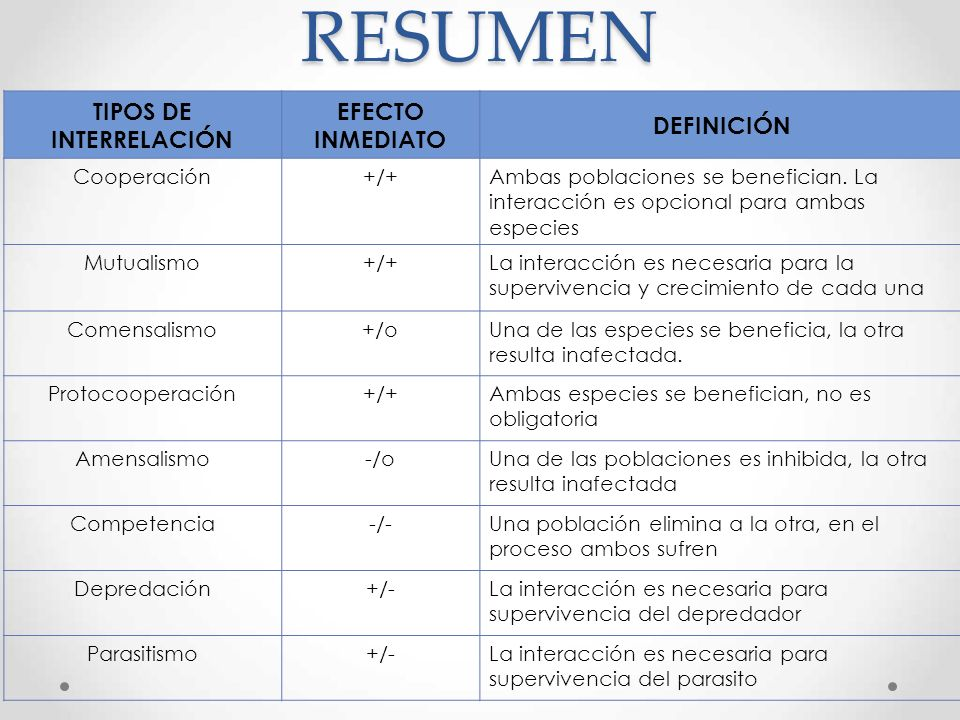 RESUMEN
TIPOS DE
INTERRELACIÓN
EFECTO
INMEDIATO
DEFINICIÓN
Cooperación
+/+
Ambas poblaciones se benefician. La
interacción es opcional para ambas
especies
Mutualismo
+/+
La interacción es necesaria para la
supervivencia y crecimiento de cada una
Comensalismo
+/o
Una de las especies se beneficia, la otra
resulta inafectada.
Protocooperación
+/+
Ambas especies se benefician, no es
obligatoria
Amensalismo
-/o
Una de las poblaciones es inhibida, la otra
resulta inafectada
Competencia
-/-
Una población elimina a la otra, en el
proceso ambos sufren
Depredación
+/-
La interacción es necesaria para
supervivencia del depredador
Parasitismo
+/-
La interacción es necesaria para
supervivencia del parasito